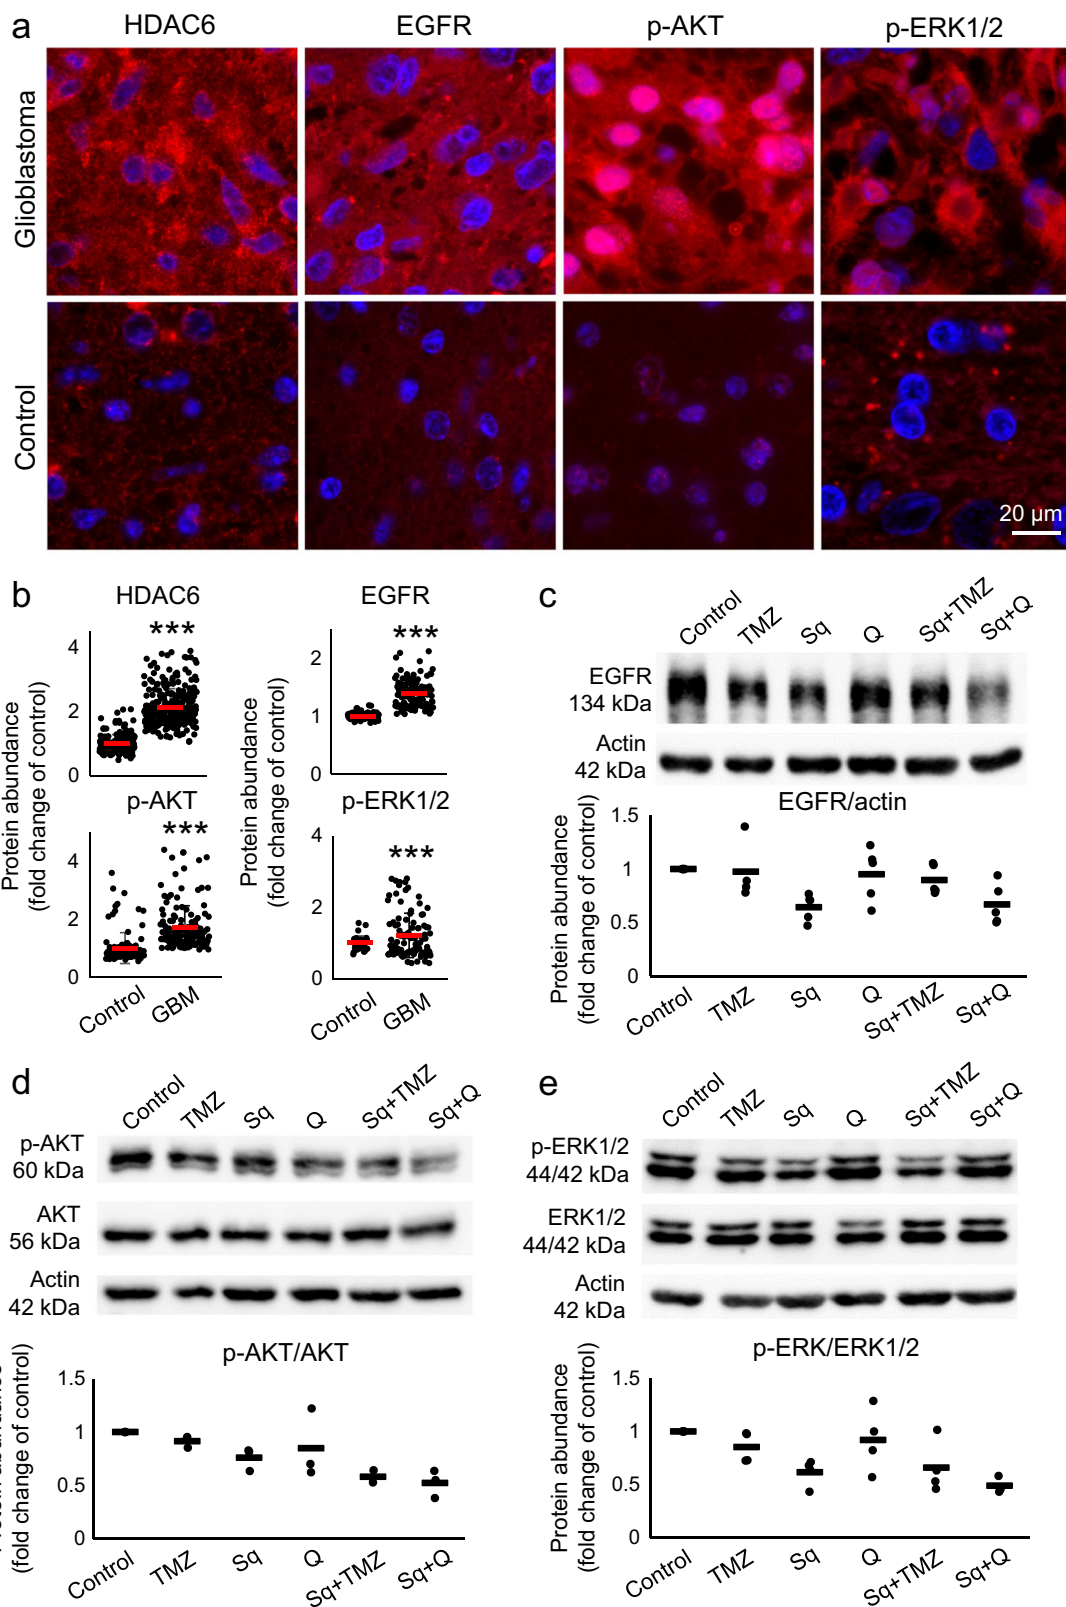 a
HDAC6
EGFR
p-AKT
p-ERK1/2
Glioblastoma
Control
20 µm
b
HDAC6
EGFR
Protein abundance
(fold change of control)
4
2
0
***
Protein abundance
(fold change of control)
2
1
0
***
p-AKT
p-ERK1/2
4
2
0
***
4
2
0
***
Control
GBM
Control
GBM
c
Control
TMZ
Sq
Q
Sq+TMZ
Sq+Q
EGFR
134 kDa
Actin
42 kDa
EGFR/actin
Protein abundance
(fold change of control)
1.5
1
0.5
0
Control
TMZ
Sq
Q
Sq+TMZ
Sq+Q
d
Control
TMZ
Sq
Q
Sq+TMZ
Sq+Q
p-AKT
60 kDa
AKT
56 kDa
Actin
42 kDa
p-AKT/AKT
(fold change of control)
1.5
1
0.5
0
Control
TMZ
Sq
Q
Sq+TMZ
Sq+Q
e
Control
TMZ
Sq
Q
Sq+TMZ
Sq+Q
p-ERK1/2
44/42 kDa
ERK1/2
44/42 kDa
Actin
42 kDa
p-ERK/ERK1/2
Protein abundance
(fold change of control)
1.5
1
0.5
0
Control
TMZ
Sq
Q
Sq+TMZ
Sq+Q